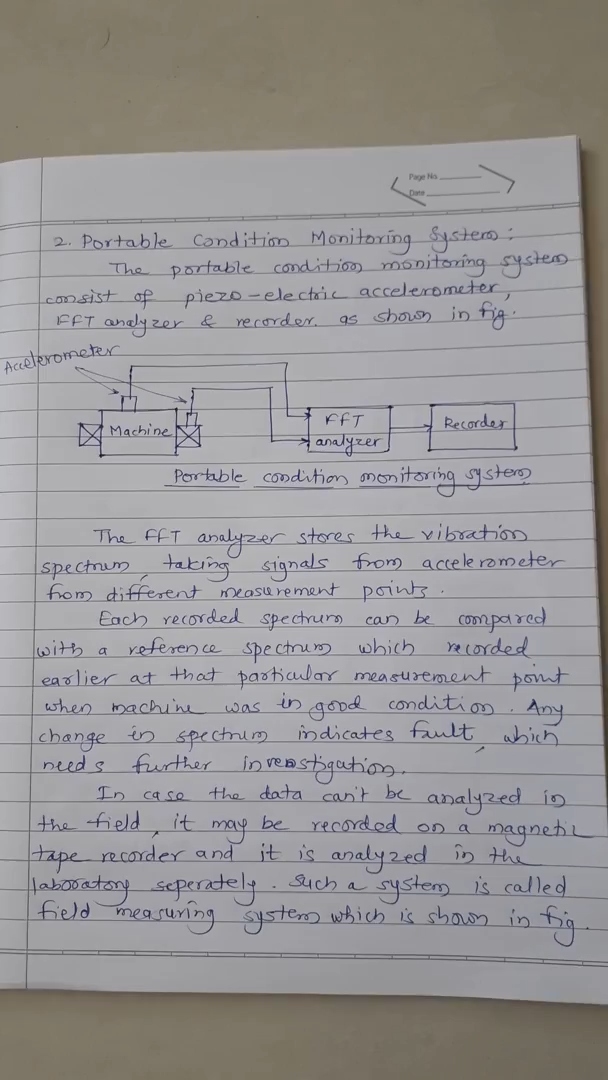 Page No.
Date
2. Portable Condition Monitoring System:
The portable condition monitoring system
consist of piezo-electric accelerometer,
FFT analyzer & recorder. as shown in fig.
Accelerometer
Machine
FFT
analyzer
Recorder
Portable condition monitoring system
The FFT analyzer stores the vibration
spectrum, taking signals from accelerometer
from different measurement points.
Each recorded spectrum can be compared
with a reference spectrum which recorded
earlier at that particular measurement point
when machine was in good condition. Any
change in spectrum indicates fault, which
needs further investigation.
In case the data can't be analyzed in
the field, it may be recorded on a magnetic
tape recorder and it is analyzed in the
laboratory seperately. Such a system is called
field measuring system which is shown in fig.